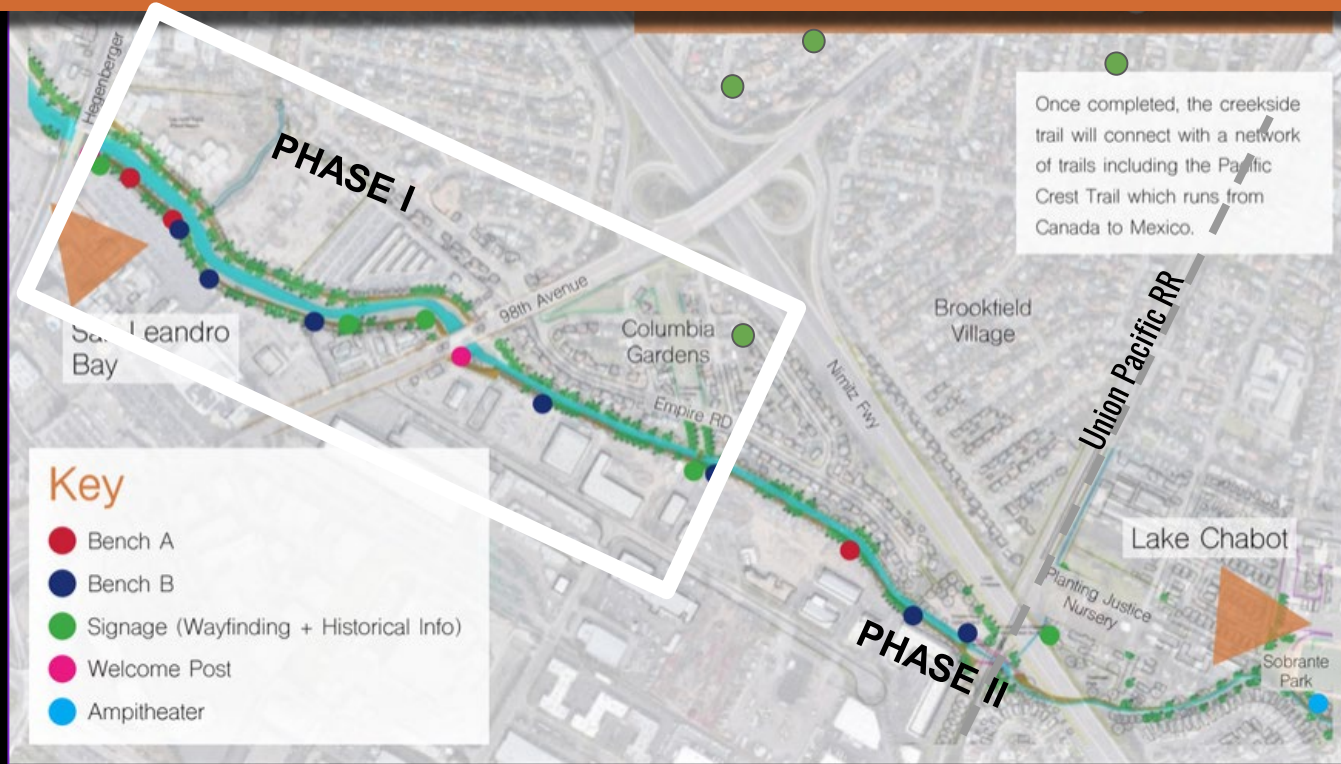 Hegenberger
PHASE I
Once completed, the creekside
trail will connect with a network
of trails including the Pacific
Crest Trail which runs from
Canada to Mexico.
98th Avenue
Columbia
Gardens
Brookfield
Village
Union Pacific RR
San Leandro
Bay
Nimitz Fwy
Empire RD
Key
Bench A
Bench B
Signage (Wayfinding + Historical Info)
Welcome Post
Ampitheater
Lake Chabot
Planting Justice
Nursery
PHASE II
Sobrante
Park